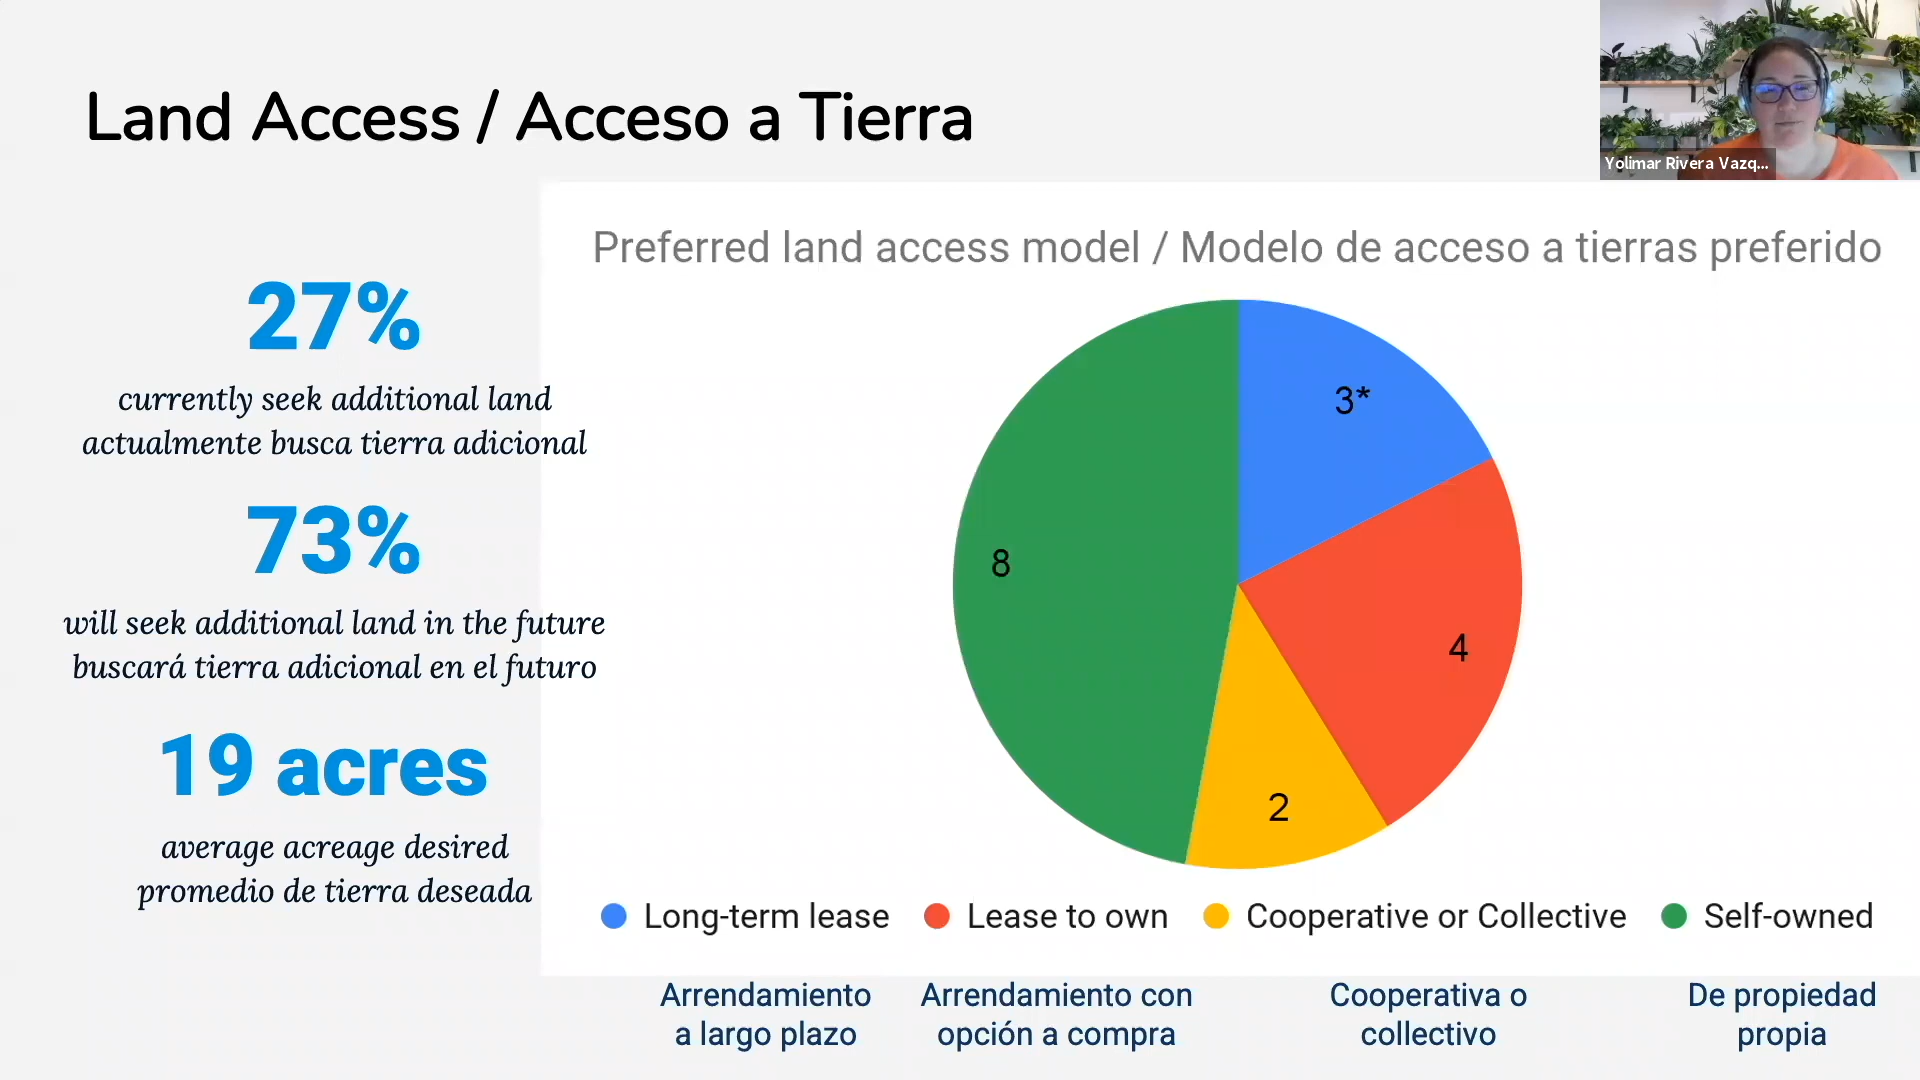 Land Access / Acceso a Tierra
Yolimar Rivera Vazq...
27%
currently seek additional land
actualmente busca tierra adicional
73%
will seek additional land in the future
buscará tierra adicional en el futuro
19 acres
average acreage desired
promedio de tierra deseada
Preferred land access model / Modelo de acceso a tierras preferido
3*
8
4
2
Long-term lease
Lease to own
Cooperative or Collective
Self-owned
Arrendamiento
a largo plazo
Arrendamiento con
opción a compra
Cooperativa o
collectivo
De propiedad
propia